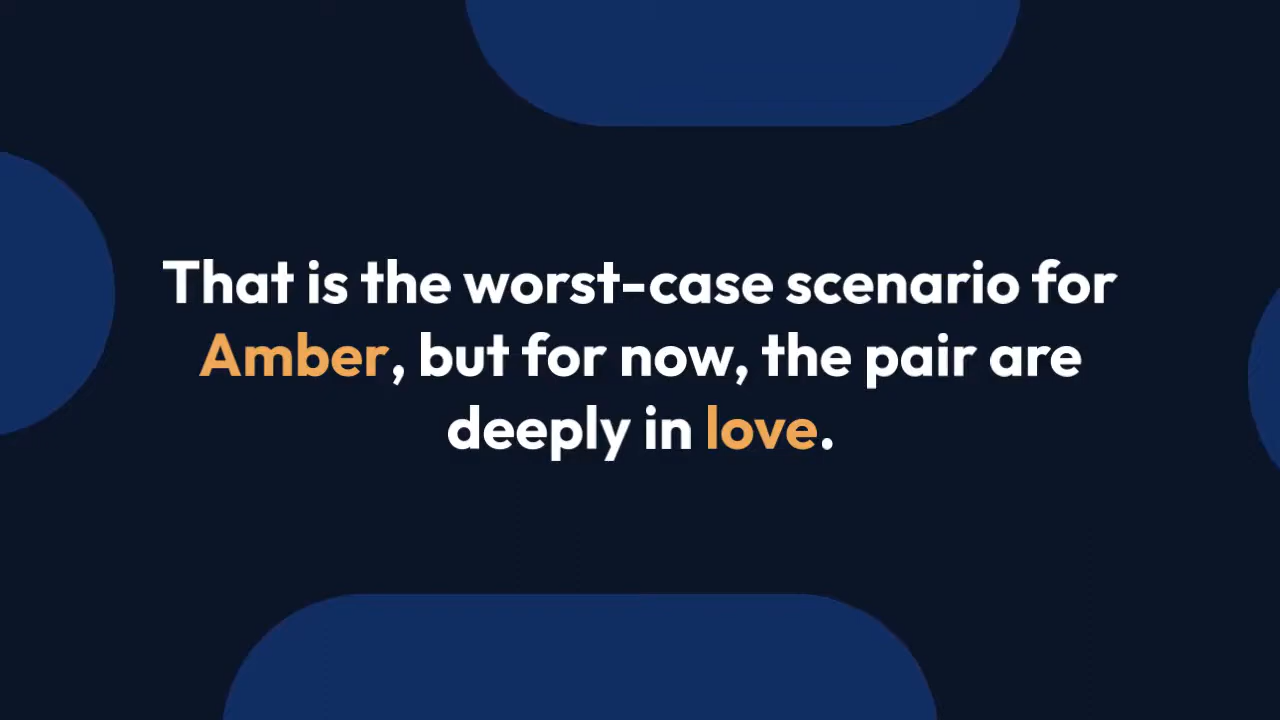 That is the worst-case scenario for
Amber, but for now, the pair are
deeply in love.